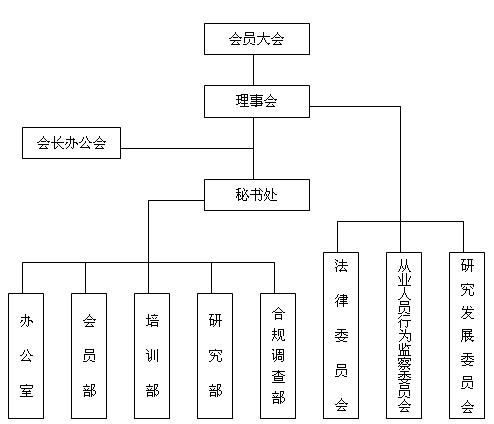 会员大会
理事会
会长办公会
秘书处
办公室
会员部
培训部
研究部
合规调查部
法律委员会
从业人员行为监察委员会
研究发展委员会